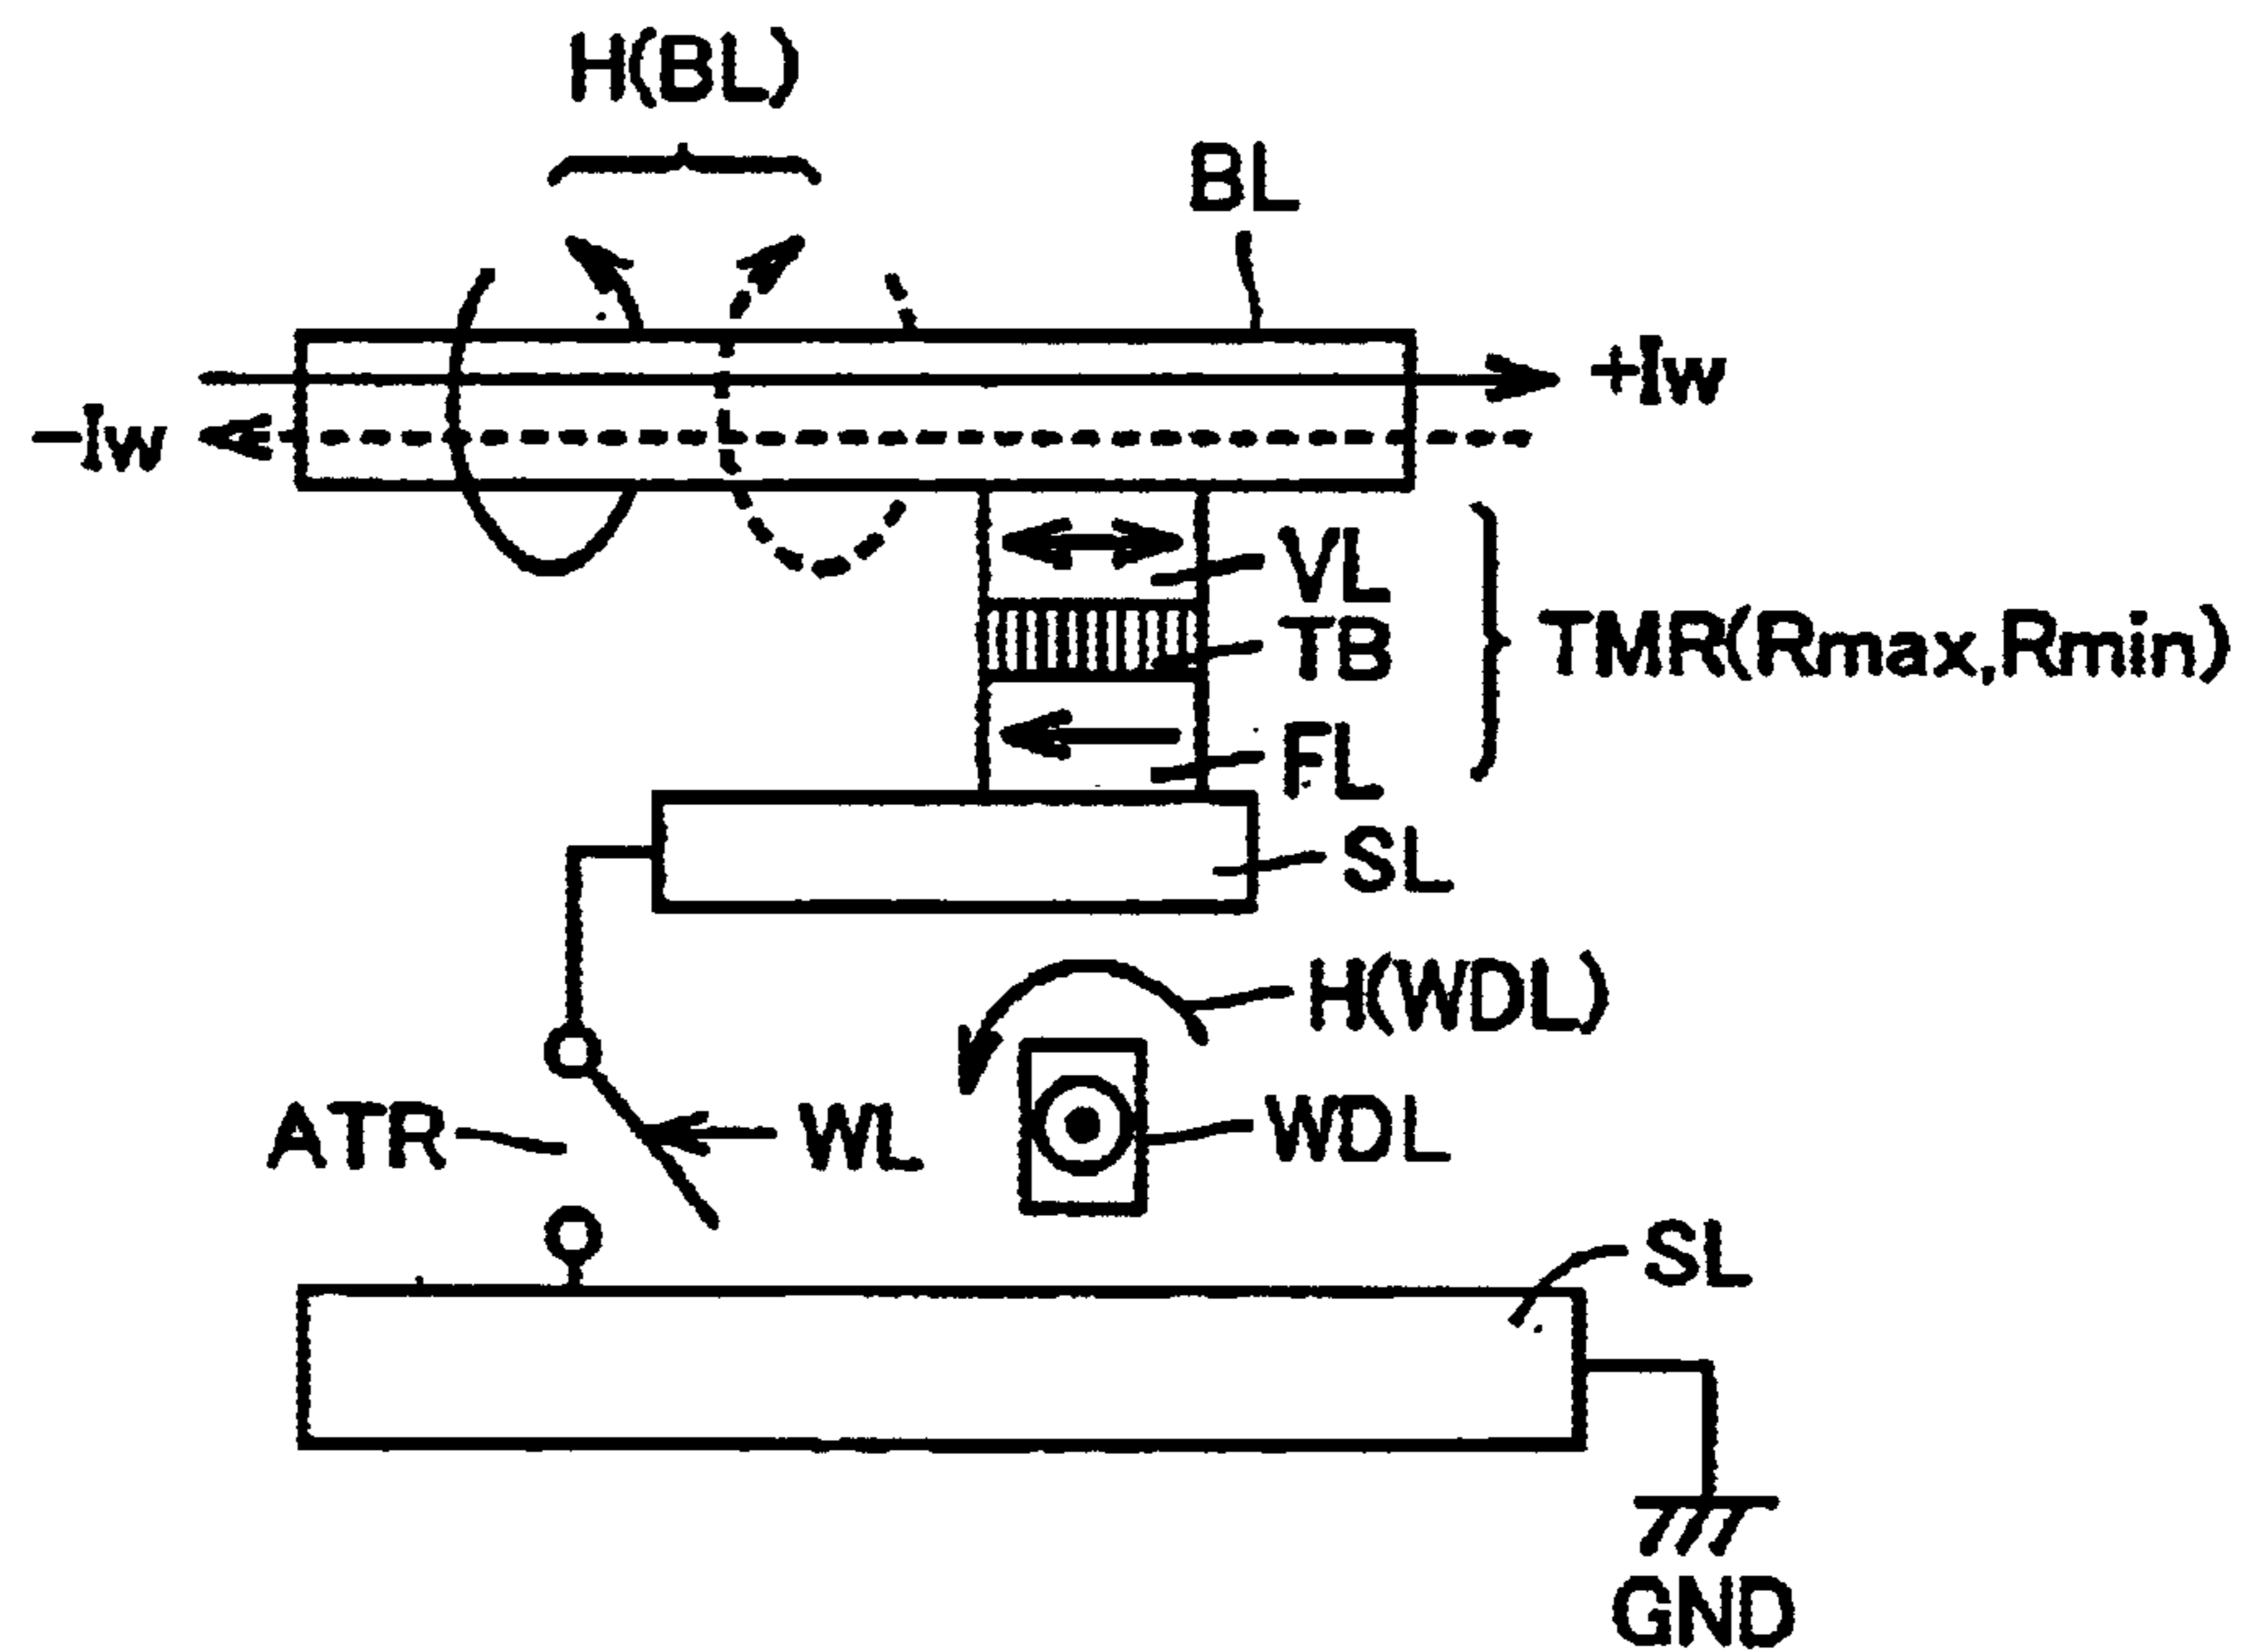 H(BL)
BL
+Iw
-Iw
VL
TB
TMR(Rmax,Rmin)
FL
SL
H(WDL)
ATR
WL
WDL
SL
GND